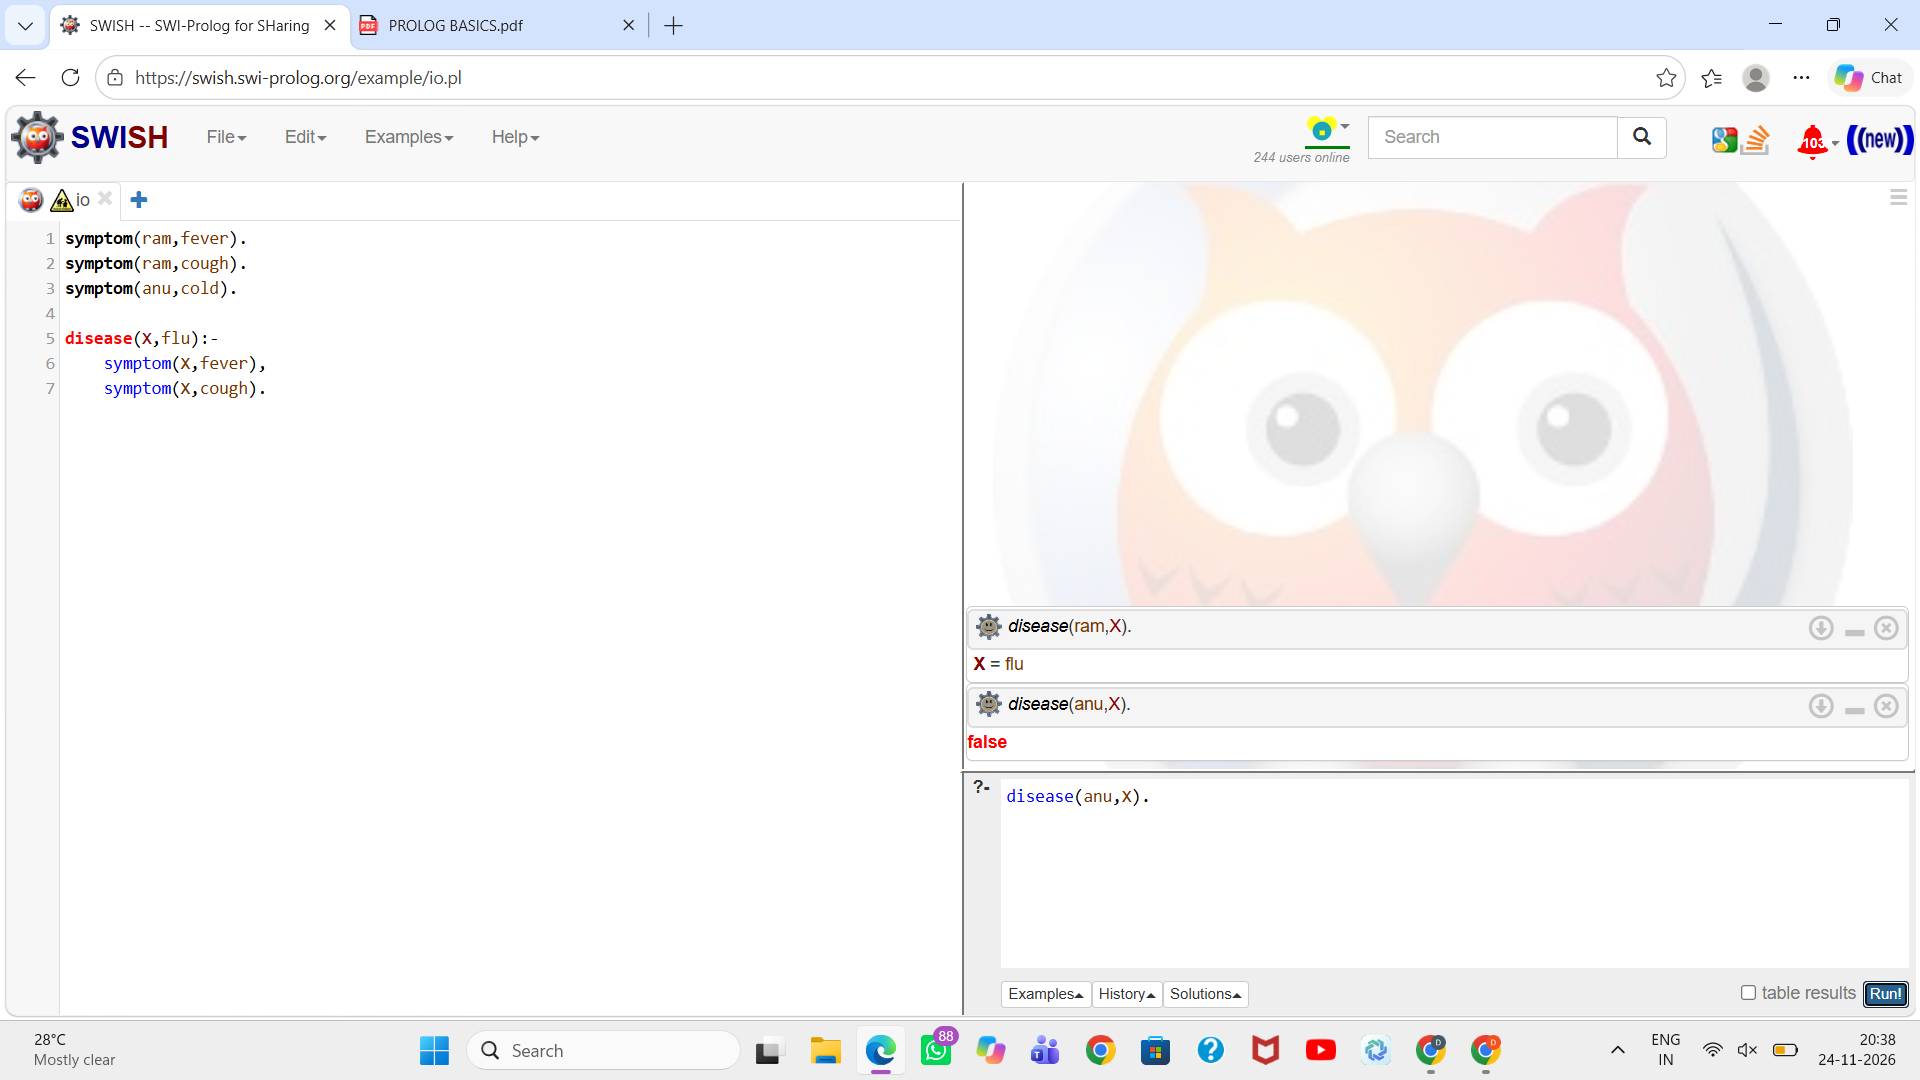 SWISH -- SWI-Prolog for SHaring
PROLOG BASICS.pdf
https://swish.swi-prolog.org/example/io.pl
Chat
SWISH
File
Edit
Examples
Help
244 users online
Search
103
((new))
io
1 symptom(ram,fever).
2 symptom(ram,cough).
3 symptom(anu,cold).
4
5 disease(X,flu):-
6 symptom(X,fever),
7 symptom(X,cough).
disease(ram,X).
X = flu
disease(anu,X).
false
?- disease(anu,X).
Examples History Solutions
table results Run!
28°C
Mostly clear
Search
88
ENG
IN
20:38
24-11-2026